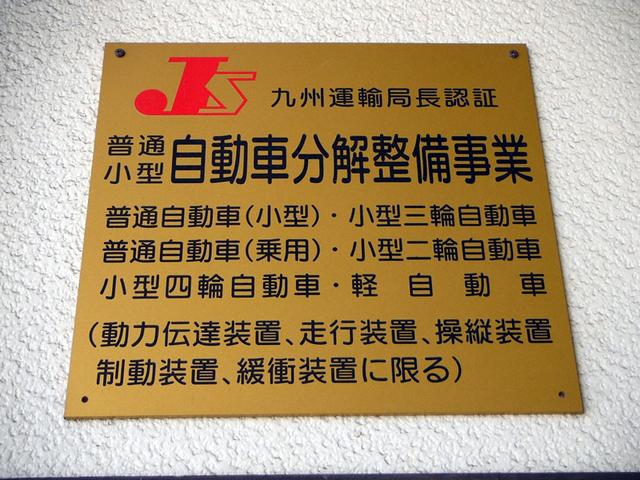 JKS 九州運輸局長認証
普通
小型 自動車分解整備事業
普通自動車(小型)・小型三輪自動車
普通自動車(乗用)・小型二輪自動車
小型四輪自動車・軽自動車
(動力伝達装置、走行装置、操縦装置
制動装置、緩衝装置に限る)